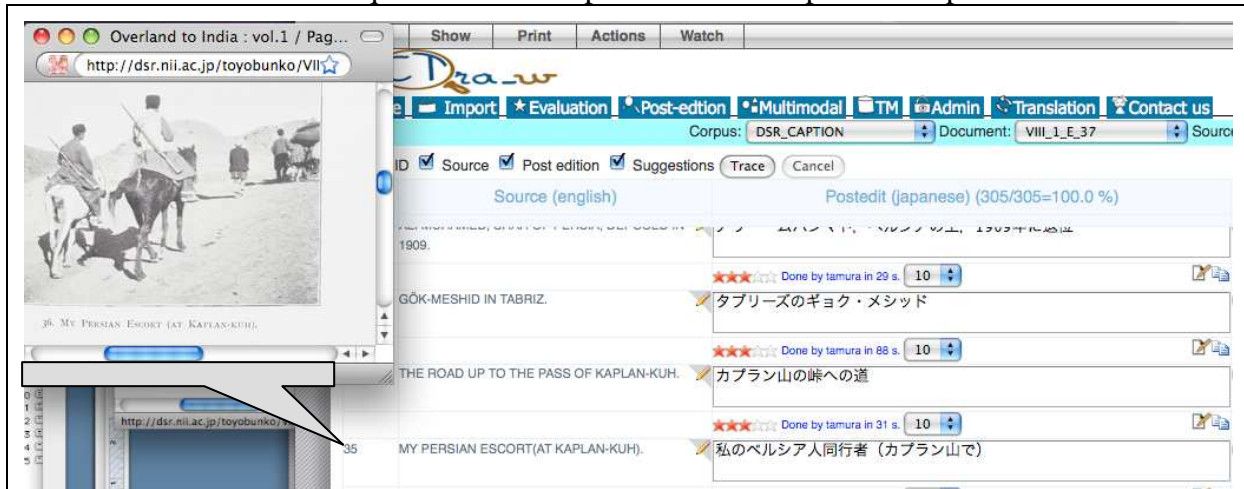 Overland to India : vol.1 / Pag...
http://dsr.nii.ac.jp/toyobunko/VII
36. MY PERSIAN ESCORT (AT KAPLAN-KUH).
Show Print Actions Watch
Import Evaluation Post-edtion Multimodal TM Admin Translation Contact us
Corpus: DSR_CAPTION Document: VIII_1_E_37 Source
ID Source Post edition Suggestions Trace Cancel
Source (english) Postedit (japanese) (305/305=100.0 %)
1909.
Done by tamura in 29 s. 10
GÖK-MESHID IN TABRIZ. タブリーズのギョク・メシッド
Done by tamura in 88 s. 10
THE ROAD UP TO THE PASS OF KAPLAN-KUH. カプラン山の峠への道
Done by tamura in 31 s. 10
http://dsr.nii.ac.jp/toyobunko/
35 MY PERSIAN ESCORT(AT KAPLAN-KUH). 私のペルシア人同行者（カプラン山で）